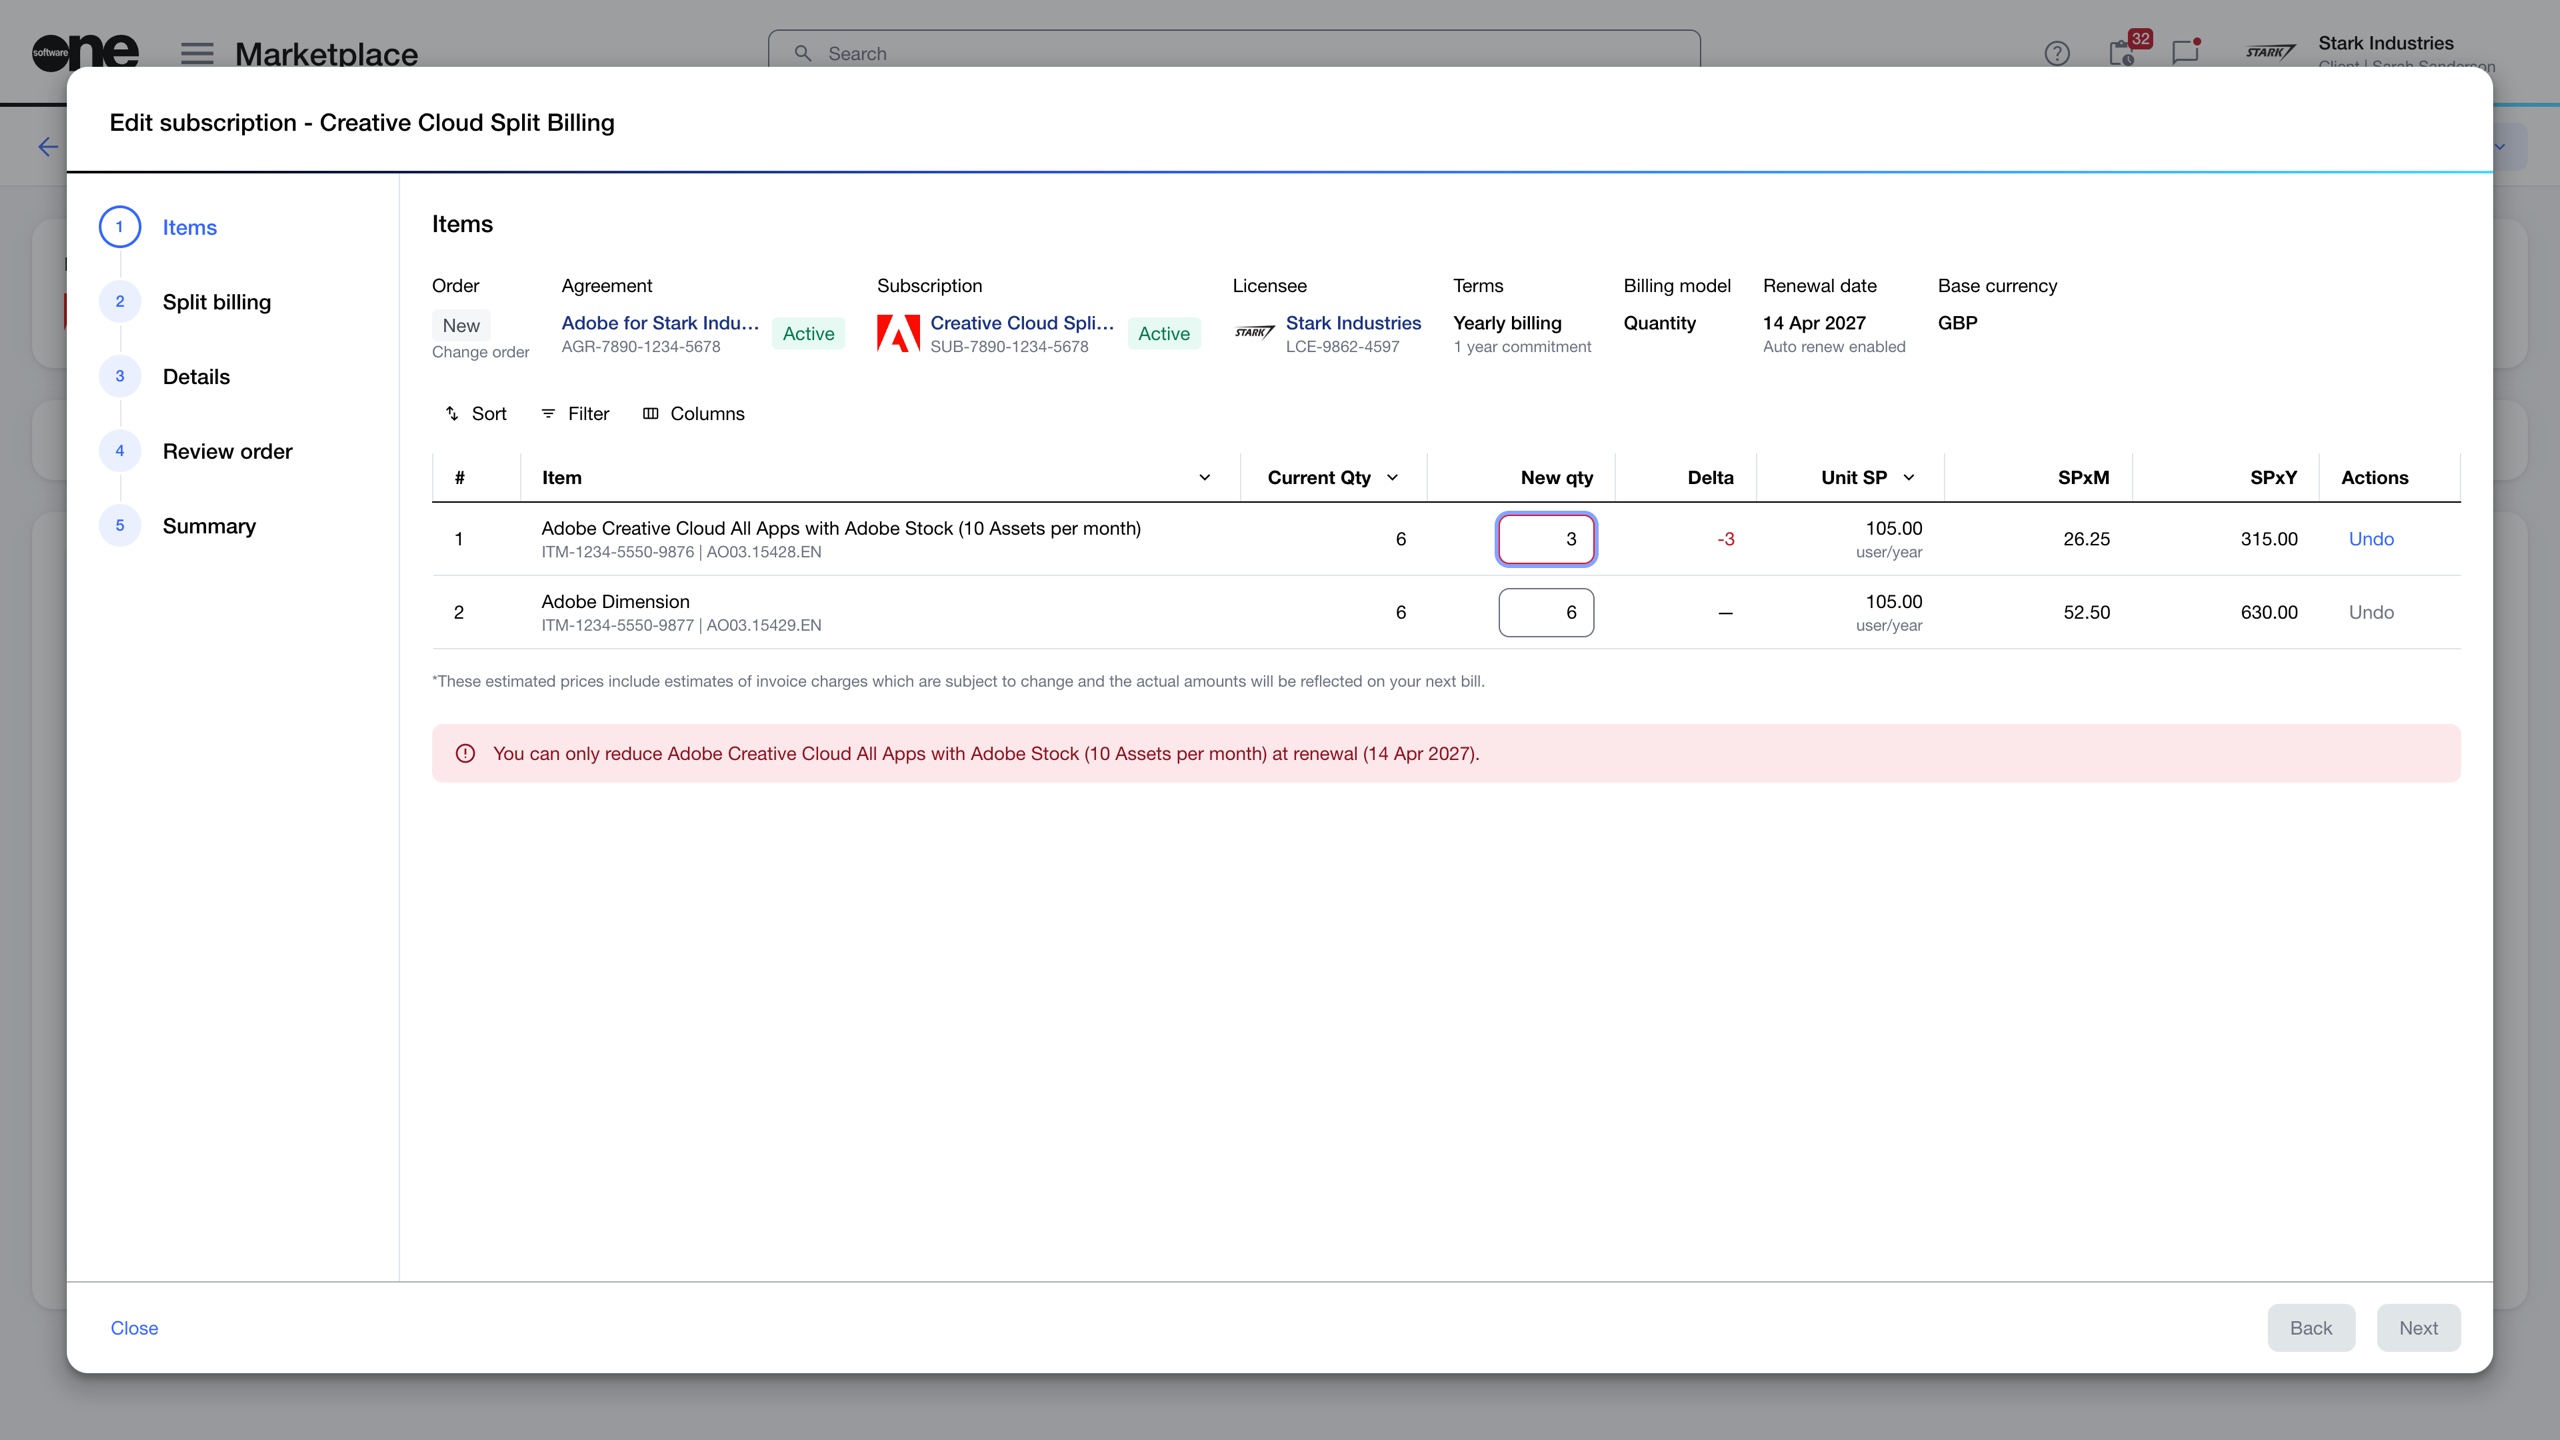 software one
Marketplace
Search
32
STARK
Stark Industries
Client | Sarah Sanderson
Edit subscription - Creative Cloud Split Billing
1 Items
2 Split billing
3 Details
4 Review order
5 Summary
Items
Order Agreement Subscription Licensee Terms Billing model Renewal date Base currency
New Adobe for Stark Indu... Active Creative Cloud Spli... Active STARK Stark Industries Yearly billing Quantity 14 Apr 2027 GBP
Change order AGR-7890-1234-5678 SUB-7890-1234-5678 LCE-9862-4597 1 year commitment Auto renew enabled
Sort Filter Columns
# Item Current Qty New qty Delta Unit SP SPxM SPxY Actions
1 Adobe Creative Cloud All Apps with Adobe Stock (10 Assets per month) 6 3 -3 105.00 26.25 315.00 Undo
ITM-1234-5550-9876 | AO03.15428.EN user/year
2 Adobe Dimension 6 6 — 105.00 52.50 630.00 Undo
ITM-1234-5550-9877 | AO03.15429.EN user/year
*These estimated prices include estimates of invoice charges which are subject to change and the actual amounts will be reflected on your next bill.
You can only reduce Adobe Creative Cloud All Apps with Adobe Stock (10 Assets per month) at renewal (14 Apr 2027).
Close Back Next